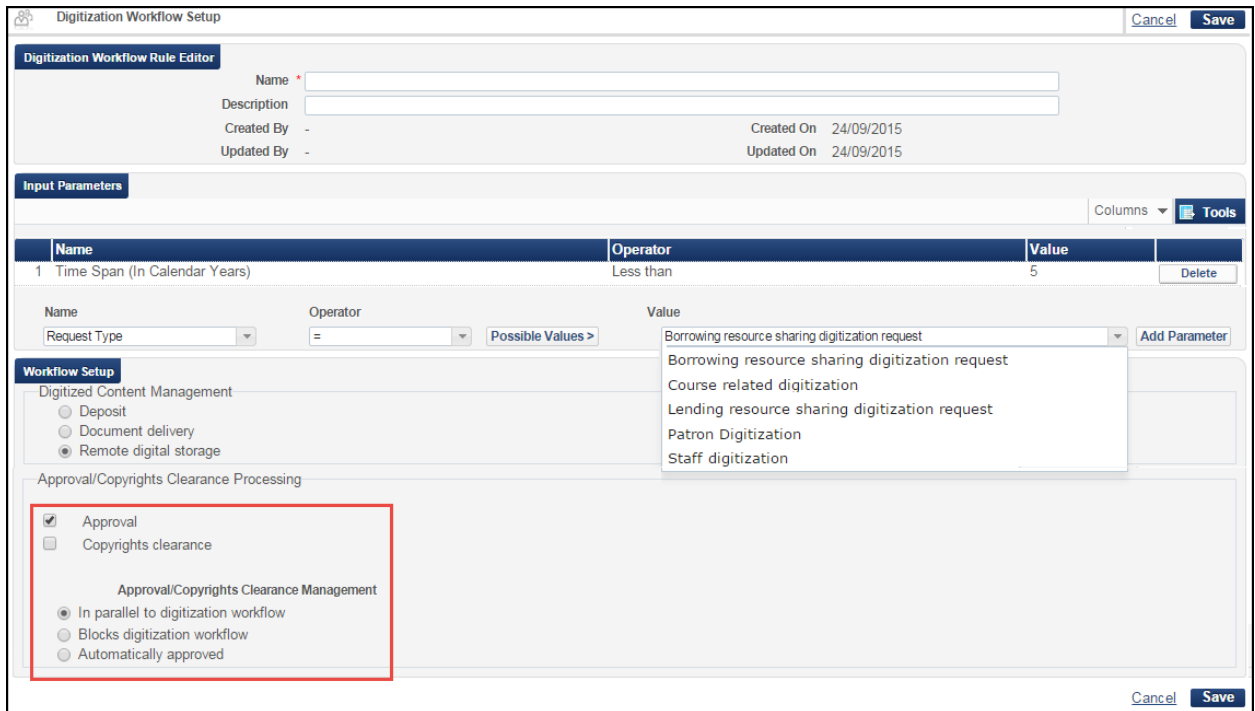 Digitization Workflow Setup
Cancel Save
Digitization Workflow Rule Editor
Name *
Description
Created By - Created On 24/09/2015
Updated By - Updated On 24/09/2015
Input Parameters
Columns Tools
Name Operator Value
1 Time Span (In Calendar Years) Less than 5 Delete
Name Operator Value
Request Type = Possible Values > Borrowing resource sharing digitization request Add Parameter
Borrowing resource sharing digitization request
Course related digitization
Lending resource sharing digitization request
Patron Digitization
Staff digitization
Workflow Setup
Digitized Content Management
Deposit
Document delivery
Remote digital storage
Approval/Copyrights Clearance Processing
Approval
Copyrights clearance
Approval/Copyrights Clearance Management
In parallel to digitization workflow
Blocks digitization workflow
Automatically approved
Cancel Save